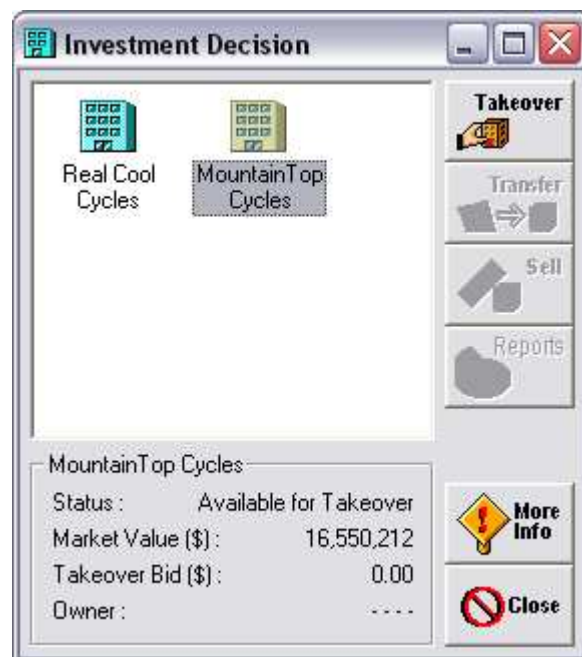 Investment Decision
Real Cool
Cycles
MountainTop
Cycles
Takeover
Transfer
Sell
Reports
MountainTop Cycles
Status : Available for Takeover
Market Value ($) : 16,550,212
Takeover Bid ($) : 0.00
Owner : - - - -
More
Info
Close